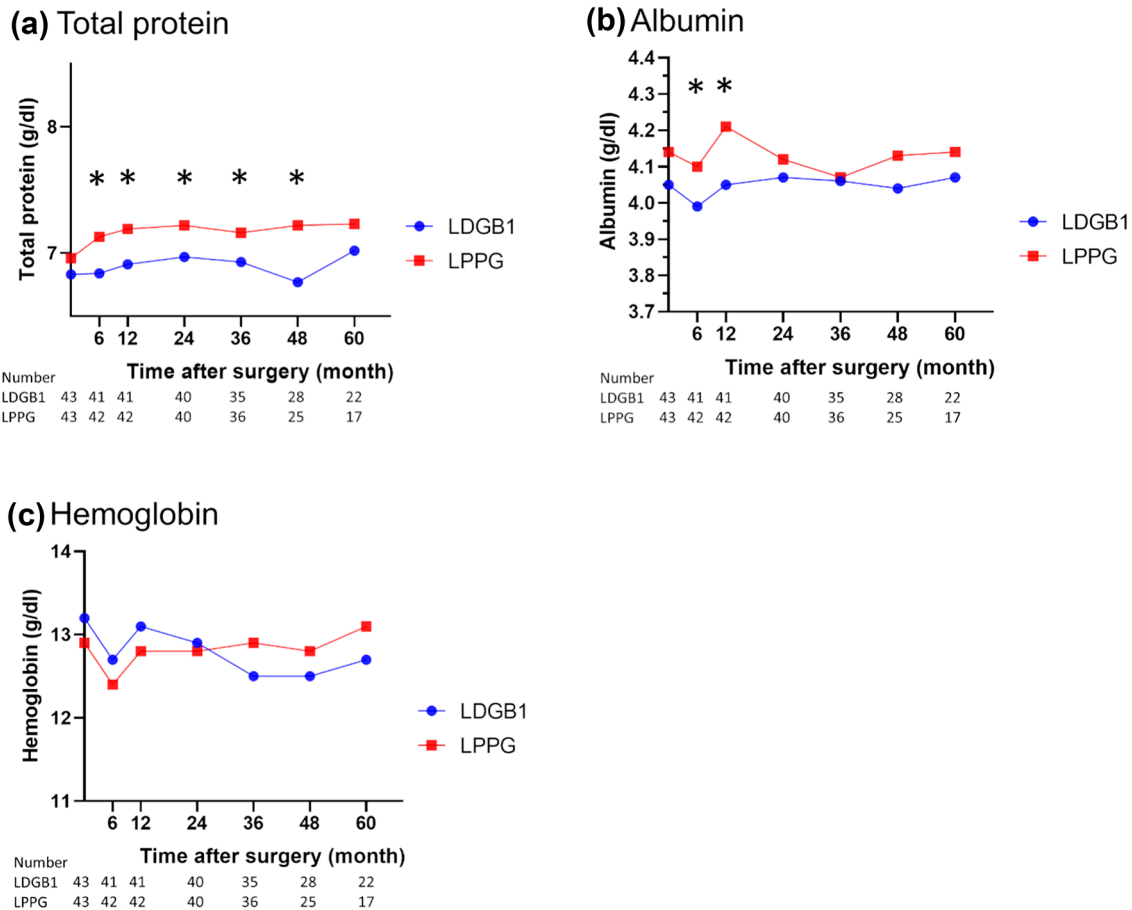 (a) Total protein
Total protein (g/dl)
8
7
* * * * *
LDGB1
LPPG
6 12 24 36 48 60
Time after surgery (month)
Number
LDGB1 43 41 41 40 35 28 22
LPPG 43 42 42 40 36 25 17
(b) Albumin
Albumin (g/dl)
4.4
4.3
4.2
4.1
4.0
3.9
3.8
3.7
* *
LDGB1
LPPG
6 12 24 36 48 60
Time after surgery (month)
Number
LDGB1 43 41 41 40 35 28 22
LPPG 43 42 42 40 36 25 17
(c) Hemoglobin
Hemoglobin (g/dl)
14
13
12
11
LDGB1
LPPG
6 12 24 36 48 60
Time after surgery (month)
Number
LDGB1 43 41 41 40 35 28 22
LPPG 43 42 42 40 36 25 17